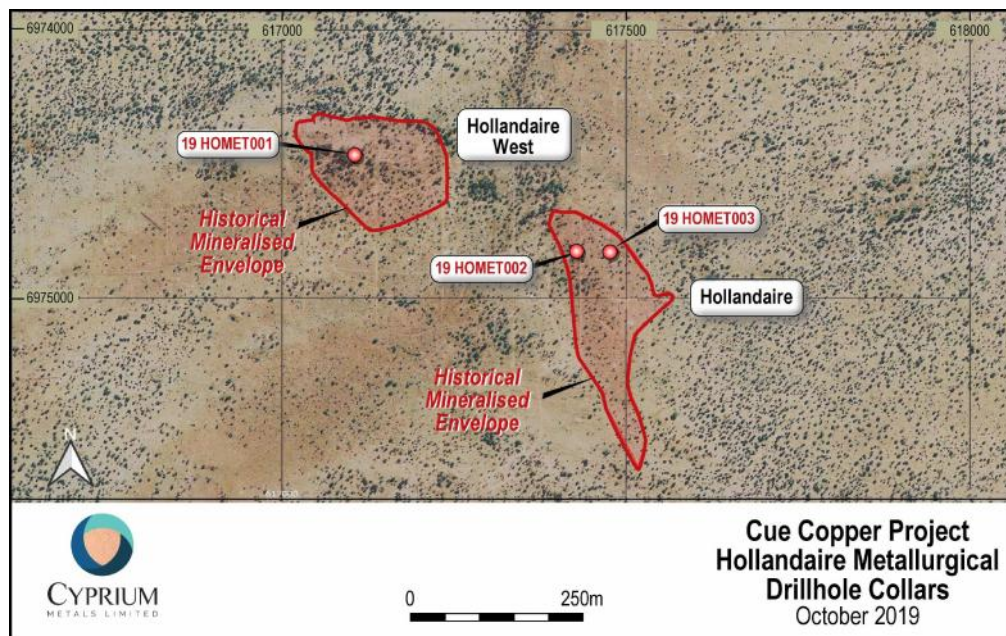 6974000
617000
617500
618000
19 HOMET001
Hollandaire
West
Historical
Mineralised
Envelope
19 HOMET003
19 HOMET002
6975000
Hollandaire
Historical
Mineralised
Envelope
N
CYPRIUM
METALS LIMITED
0
250m
Cue Copper Project
Hollandaire Metallurgical
Drillhole Collars
October 2019